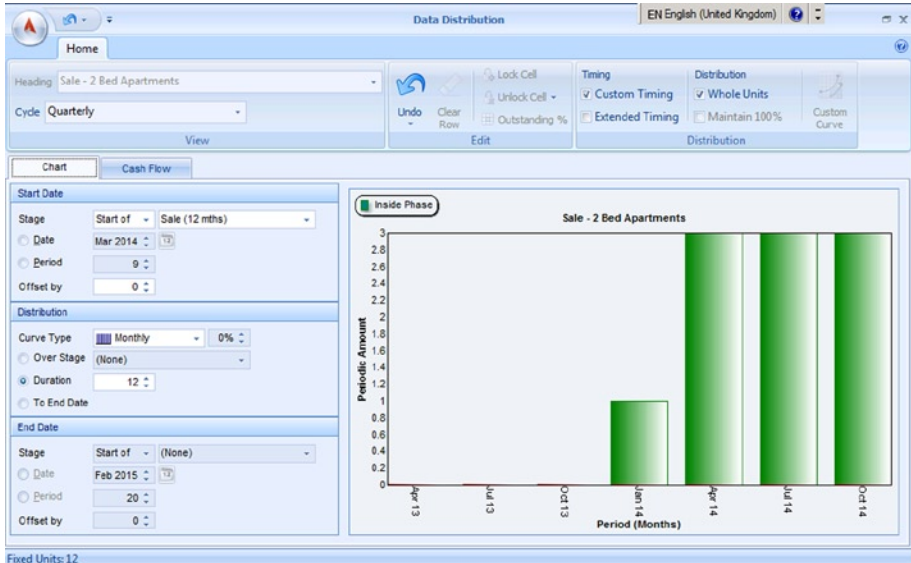 Data Distribution
EN English (United Kingdom)
Home
Heading Sale - 2 Bed Apartments
Cycle Quarterly
View
Undo
Clear Row
Lock Cell
Unlock Cell
Outstanding %
Edit
Timing
Custom Timing
Extended Timing
Distribution
Whole Units
Maintain 100%
Custom Curve
Distribution
Chart
Cash Flow
Start Date
Stage Start of Sale (12 mths)
Date Mar 2014
Period 9
Offset by 0
Distribution
Curve Type Monthly 0%
Over Stage (None)
Duration 12
To End Date
End Date
Stage Start of (None)
Date Feb 2015
Period 20
Offset by 0
Inside Phase
Sale - 2 Bed Apartments
Periodic Amount
3
2.8
2.6
2.4
2.2
2
1.8
1.6
1.4
1.2
1
0.8
0.6
0.4
0.2
0
Apr 13
Jul 13
Oct 13
Jan 14
Apr 14
Jul 14
Oct 14
Period (Months)
Fixed Units: 12